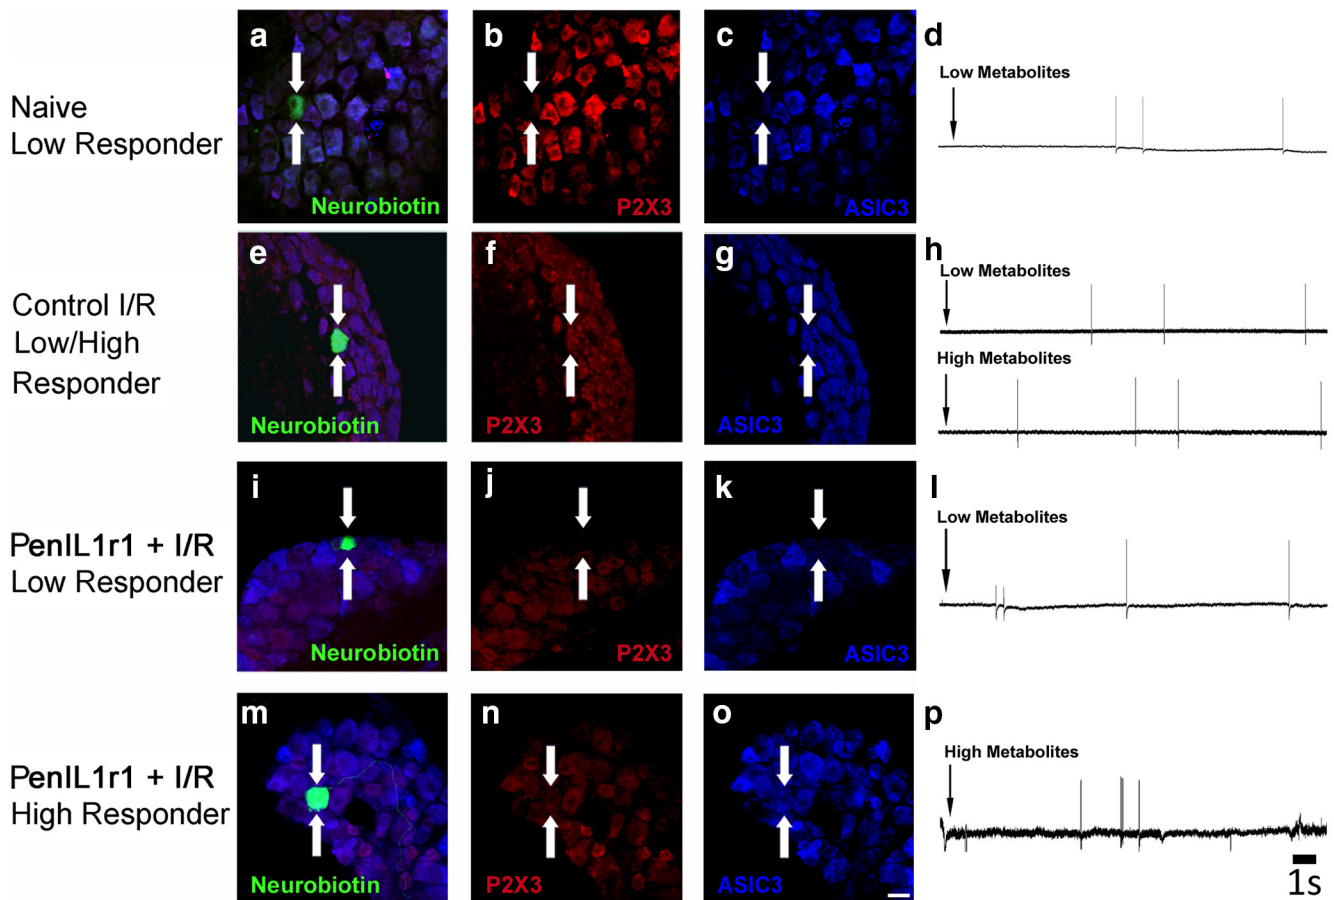 a
b
c
d
Naive
Low Responder
Neurobiotin
P2X3
ASIC3
Low Metabolites
e
f
g
h
Control I/R
Low/High
Responder
Neurobiotin
P2X3
ASIC3
Low Metabolites
High Metabolites
i
j
k
l
PenIL1r1 + I/R
Low Responder
Neurobiotin
P2X3
ASIC3
Low Metabolites
m
n
o
p
PenIL1r1 + I/R
High Responder
Neurobiotin
P2X3
ASIC3
High Metabolites
1s